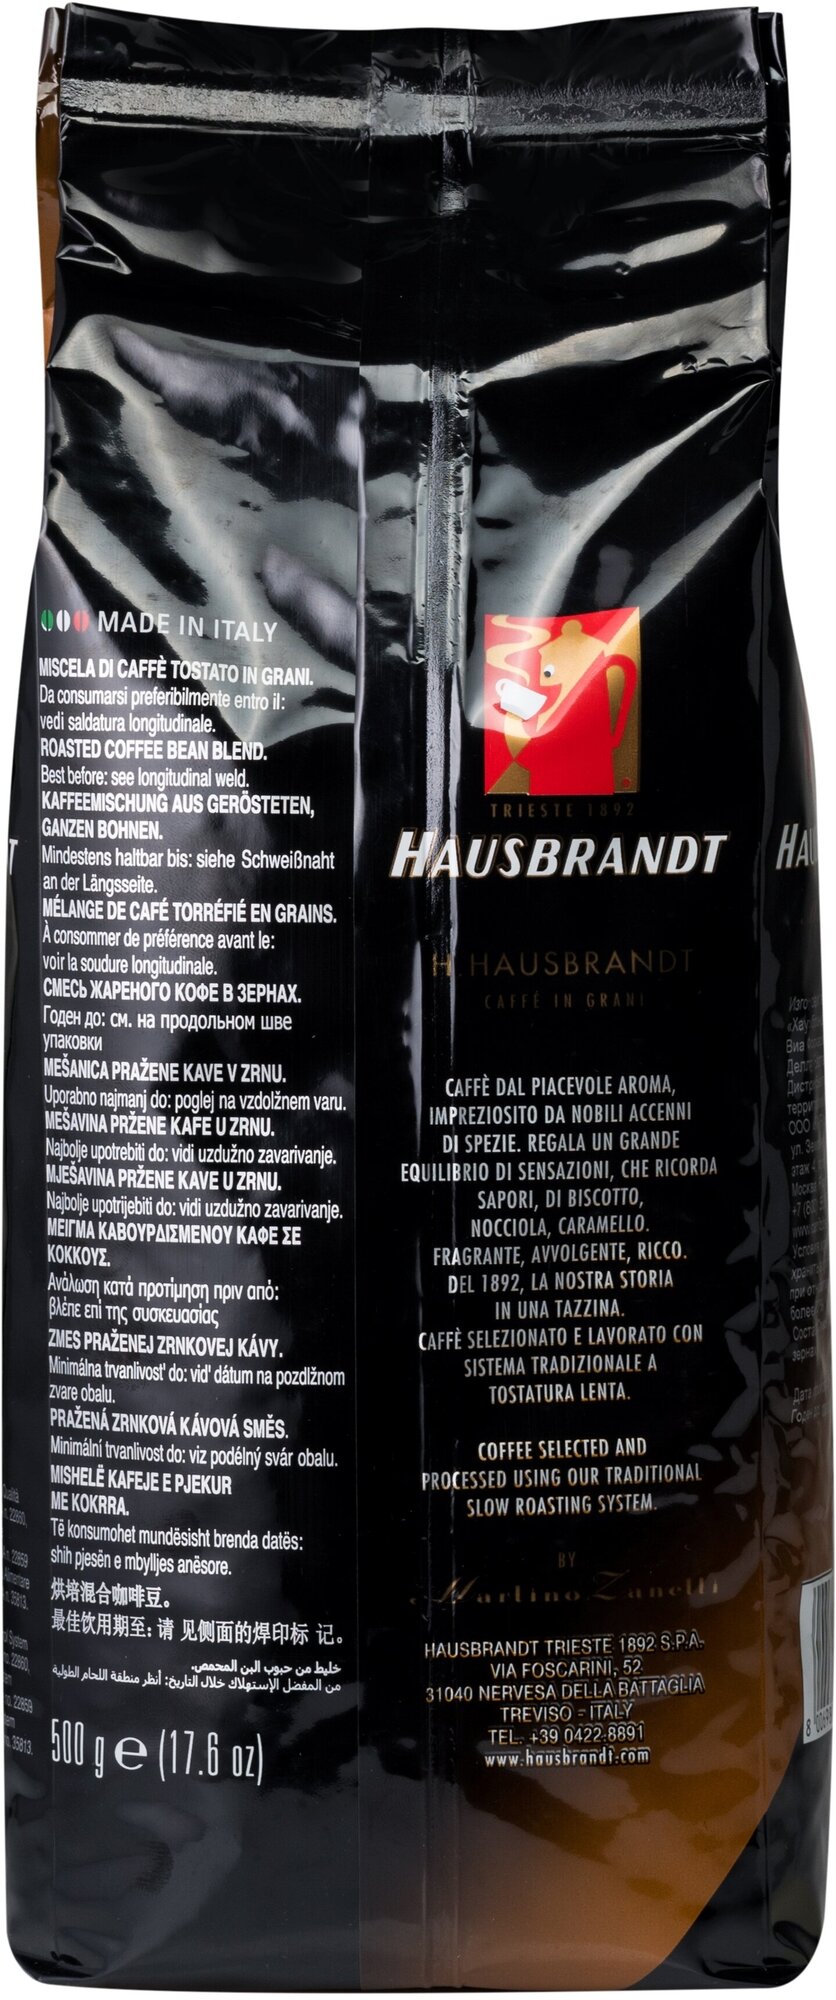 MADE IN ITALY
MISCELA DI CAFFÈ TOSTATO IN GRANI.
Da consumarsi preferibilmente entro il:
vedi saldatura longitudinale.
ROASTED COFFEE BEAN BLEND.
Best before: see longitudinal weld.
KAFFEEMISCHUNG AUS GERÖSTETEN,
GANZEN BOHNEN.
Mindestens haltbar bis: siehe Schweißnaht
an der Längsseite.
MÉLANGE DE CAFÉ TORRÉFIÉ EN GRAINS.
À consommer de préférence avant le:
voir la soudure longitudinale.
СМЕСЬ ЖАРЕНОГО КОФЕ В ЗЕРНАХ.
Годен до: см. на продольном шве
упаковки
MEŠANICA PRAŽENE KAVE V ZRNU.
Uporabno najmanj do: poglej na vzdolžnem varu.
MEŠAVINA PRŽENE KAFE U ZRNU.
Najbolje upotrebiti do: vidi uzdužno zavarivanje.
MJEŠAVINA PRŽENE KAVE U ZRNU.
Najbolje upotrijebiti do: vidi uzdužno zavarivanje.
ΜΕΙΓΜΑ ΚΑΒΟΥΡΔΙΣΜΕΝΟΥ ΚΑΦΕ ΣΕ
ΚΟΚΚΟΥΣ.
Ανάλωση κατά προτίμηση πριν από:
βλέπε επί της συσκευασίας
ZMES PRAŽENEJ ZRNKOVEJ KÁVY.
Minimálna trvanlivosť do: vid' dátum na pozdĺžnom
zvare obalu.
PRAŽENÁ ZRNKOVÁ KÁVOVÁ SMĚS.
Minimální trvanlivost do: viz podélný svár obalu.
MISHELË KAFEJE E PJEKUR
ME KOKRRA.
Të konsumohet mundësisht brenda datës:
shih pjesën e mbylljes anësore.
烘培混合咖啡豆。
最佳饮用期至: 请 见侧面的焊印标 记。
خليط من حبوب البن المحمص.
من المفضل الإستهلاك خلال التاريخ: أنظر منطقة اللحام الطولية
500 g ℮ (17.6 oz)
TRIESTE 1892
HAUSBRANDT
H.HAUSBRANDT
CAFFÈ IN GRANI
CAFFÈ DAL PIACEVOLE AROMA,
IMPREZIOSITO DA NOBILI ACCENNI
DI SPEZIE. REGALA UN GRANDE
EQUILIBRIO DI SENSAZIONI, CHE RICORDA
SAPORI, DI BISCOTTO,
NOCCIOLA, CARAMELLO.
FRAGRANTE, AVVOLGENTE, RICCO.
DEL 1892, LA NOSTRA STORIA
IN UNA TAZZINA.
CAFFÈ SELEZIONATO E LAVORATO CON
SISTEMA TRADIZIONALE A
TOSTATURA LENTA.
COFFEE SELECTED AND
PROCESSED USING OUR TRADITIONAL
SLOW ROASTING SYSTEM.
BY
Martino Zanetti
HAUSBRANDT TRIESTE 1892 S.P.A.
VIA FOSCARINI, 52
31040 NERVESA DELLA BATTAGLIA
TREVISO - ITALY
TEL. +39 0422.8891
www.hausbrandt.com